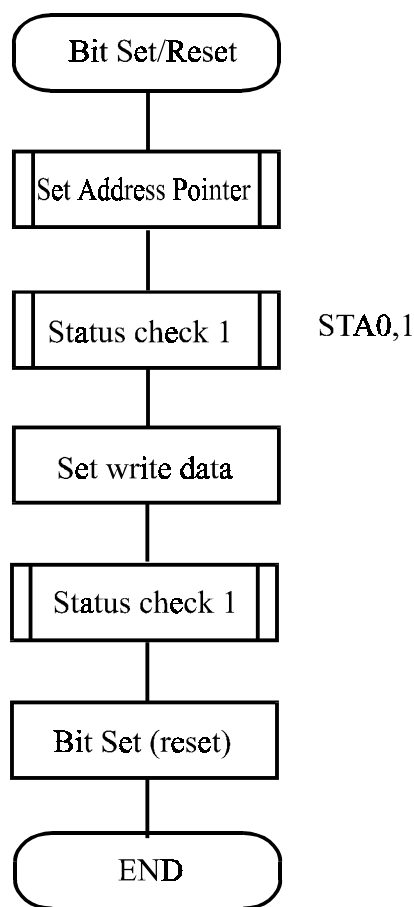 Bit Set/Reset
Set Address Pointer
Status check 1
STA0,1
Set write data
Status check 1
Bit Set (reset)
END